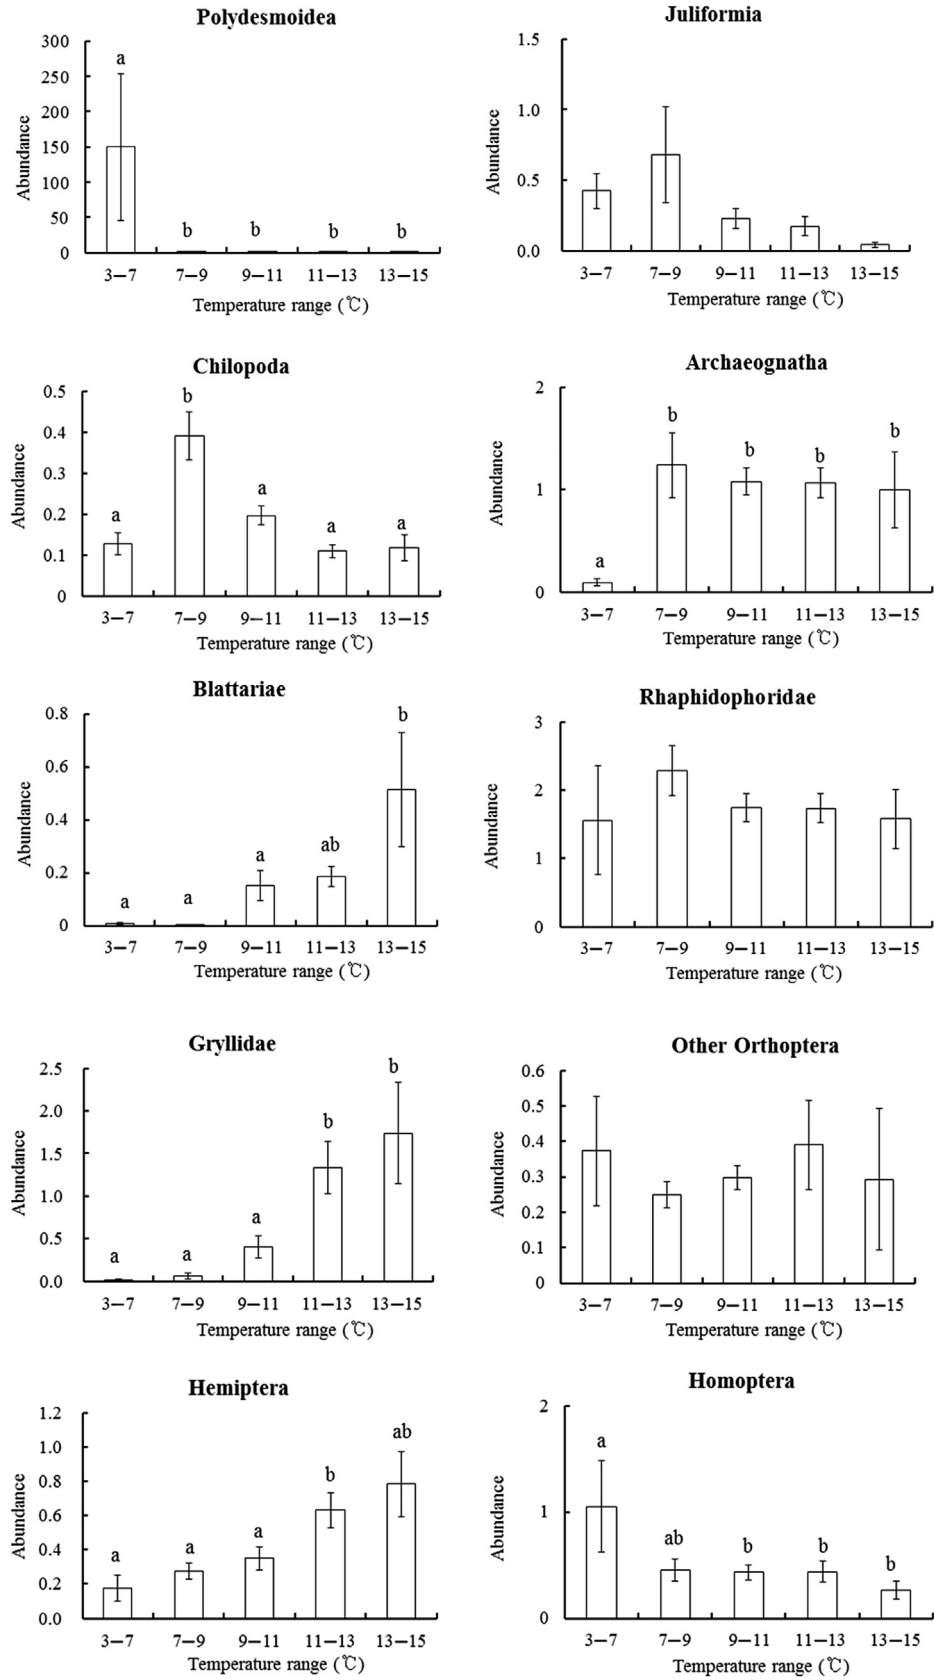 Polydesmoidea
300
250
200
150
100
50
0
Abundance
a
b
b
b
b
3–7
7–9
9–11
11–13
13–15
Temperature range (℃)
Juliformia
1.5
1.0
0.5
0.0
Abundance
3–7
7–9
9–11
11–13
13–15
Temperature range (℃)
Chilopoda
0.5
0.4
0.3
0.2
0.1
0
Abundance
a
b
a
a
a
3–7
7–9
9–11
11–13
13–15
Temperature range (℃)
Archaeognatha
2
1
0
Abundance
a
b
b
b
b
3–7
7–9
9–11
11–13
13–15
Temperature range (℃)
Blattariae
0.8
0.6
0.4
0.2
0
Abundance
a
a
a
ab
b
3–7
7–9
9–11
11–13
13–15
Temperature range (℃)
Rhaphidophoridae
3
2
1
0
Abundance
3–7
7–9
9–11
11–13
13–15
Temperature range (℃)
Gryllidae
2.5
2.0
1.5
1.0
0.5
0.0
Abundance
a
a
a
b
b
3–7
7–9
9–11
11–13
13–15
Temperature range (℃)
Other Orthoptera
0.6
0.5
0.4
0.3
0.2
0.1
0
Abundance
3–7
7–9
9–11
11–13
13–15
Temperature range (℃)
Hemiptera
1.2
1.0
0.8
0.6
0.4
0.2
0.0
Abundance
a
a
a
b
ab
3–7
7–9
9–11
11–13
13–15
Temperature range (℃)
Homoptera
2
1
0
Abundance
a
ab
b
b
b
3–7
7–9
9–11
11–13
13–15
Temperature range (℃)